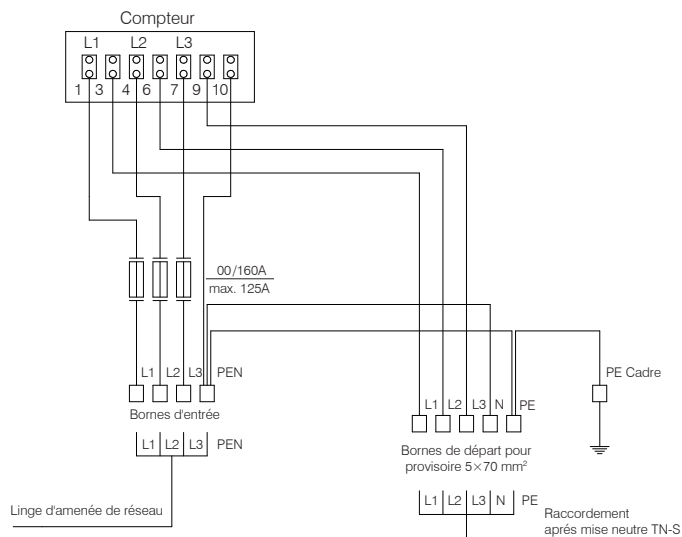 Compteur
L1 L2 L3
1 3 4 6 7 9 10
00/160A
max. 125A
L1 L2 L3 PEN
PE Cadre
Bornes d'entrée
L1 L2 L3 N PE
L1 L2 L3 PEN
Bornes de départ pour
provisoire 5×70 mm²
Linge d'amenée de réseau
L1 L2 L3 N PE
Raccordement
aprés mise neutre TN-S